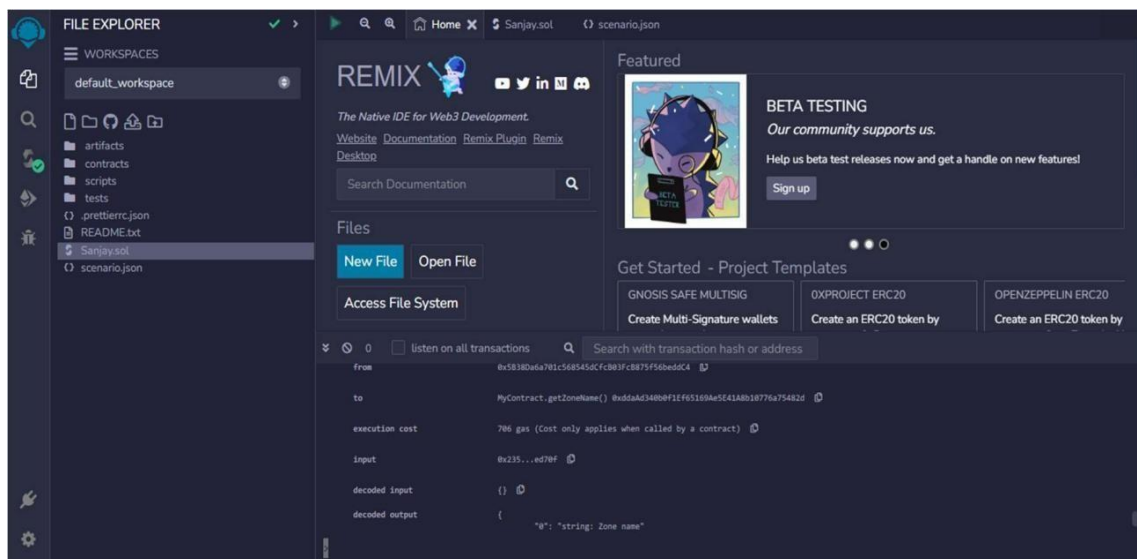 FILE EXPLORER
WORKSPACES
default_workspace
artifacts
contracts
scripts
tests
.prettierrc.json
README.txt
Sanjay.sol
scenario.json
Home
Sanjay.sol
scenario.json
REMIX
The Native IDE for Web3 Development.
Website Documentation Remix Plugin Remix
Desktop
Search Documentation
Files
New File Open File
Access File System
Featured
BETA TESTER
BETA TESTING
Our community supports us.
Help us beta test releases now and get a handle on new features!
Sign up
Get Started - Project Templates
GNOSIS SAFE MULTISIG
Create Multi-Signature wallets
0XPROJECT ERC20
Create an ERC20 token by
OPENZEPPELIN ERC20
Create an ERC20 token by
0 listen on all transactions Search with transaction hash or address
from 0x5B38Da6a701c568545dCfcB03FcB875f56beddC4
to MyContract.getZoneName() 0xddaAd340b0f1Ef65169Ae5E41A8b10776a75482d
execution cost 706 gas (Cost only applies when called by a contract)
input 0x235...ed70f
decoded input {}
decoded output {
"0": "string: Zone name"